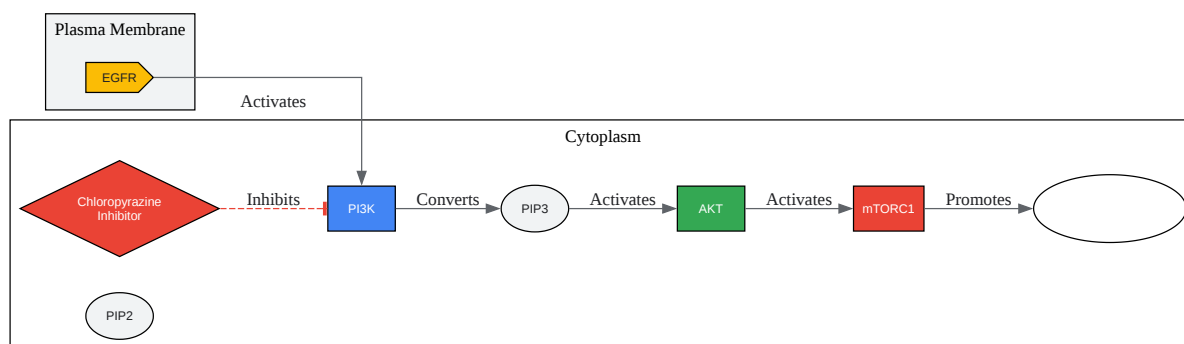 Plasma Membrane
EGFR
Activates
Cytoplasm
Chloropyrazine
Inhibitor
Inhibits
PI3K
Converts
PIP3
Activates
AKT
Activates
mTORC1
Promotes
PIP2